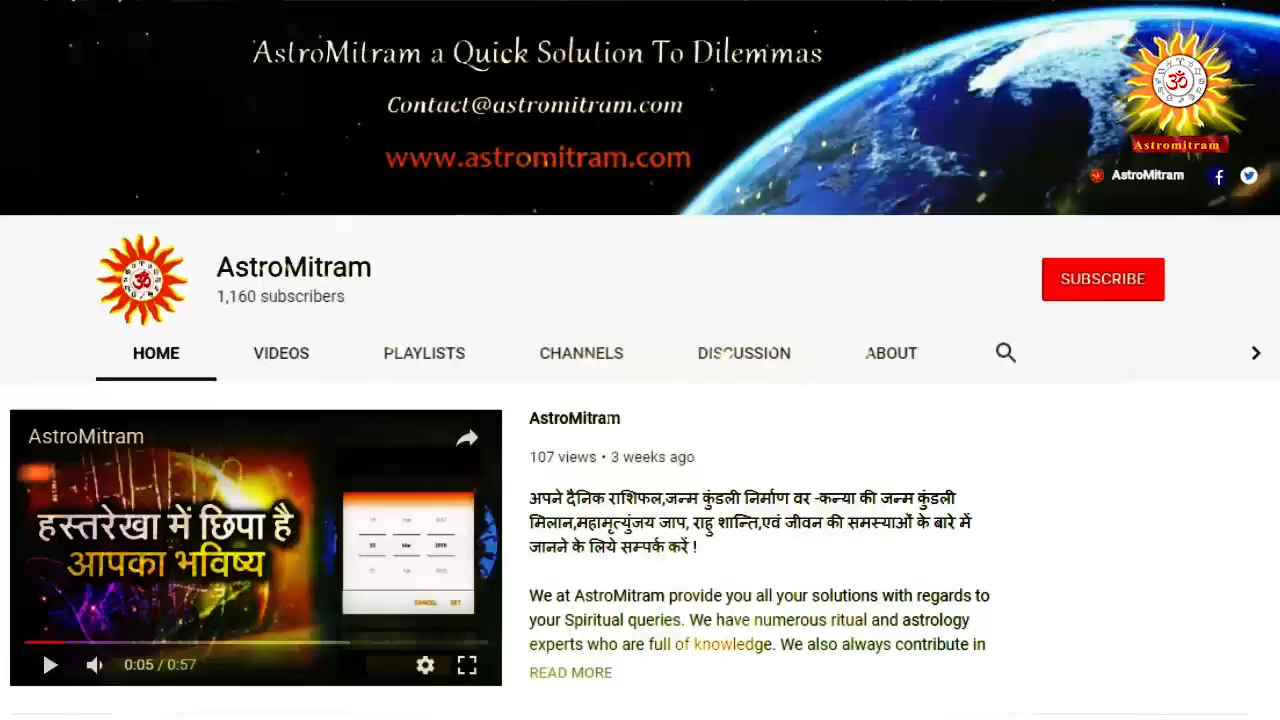 AstroMitram a Quick Solution To Dilemmas
Contact@astromitram.com
www.astromitram.com
Astromitram
AstroMitram
AstroMitram
1,160 subscribers
SUBSCRIBE
HOME VIDEOS PLAYLISTS CHANNELS DISCUSSION ABOUT
AstroMitram
हस्तरेखा में छिपा है
आपका भविष्य
CANCEL SET
0:05 / 0:57
AstroMitram
107 views • 3 weeks ago
अपने दैनिक राशिफल,जन्म कुंडली निर्माण वर -कन्या की जन्म कुंडली
मिलान,महामृत्युंजय जाप, राहु शान्ति,एवं जीवन की समस्याओं के बारे में
जानने के लिये सम्पर्क करें !
We at AstroMitram provide you all your solutions with regards to
your Spiritual queries. We have numerous ritual and astrology
experts who are full of knowledge. We also always contribute in
READ MORE